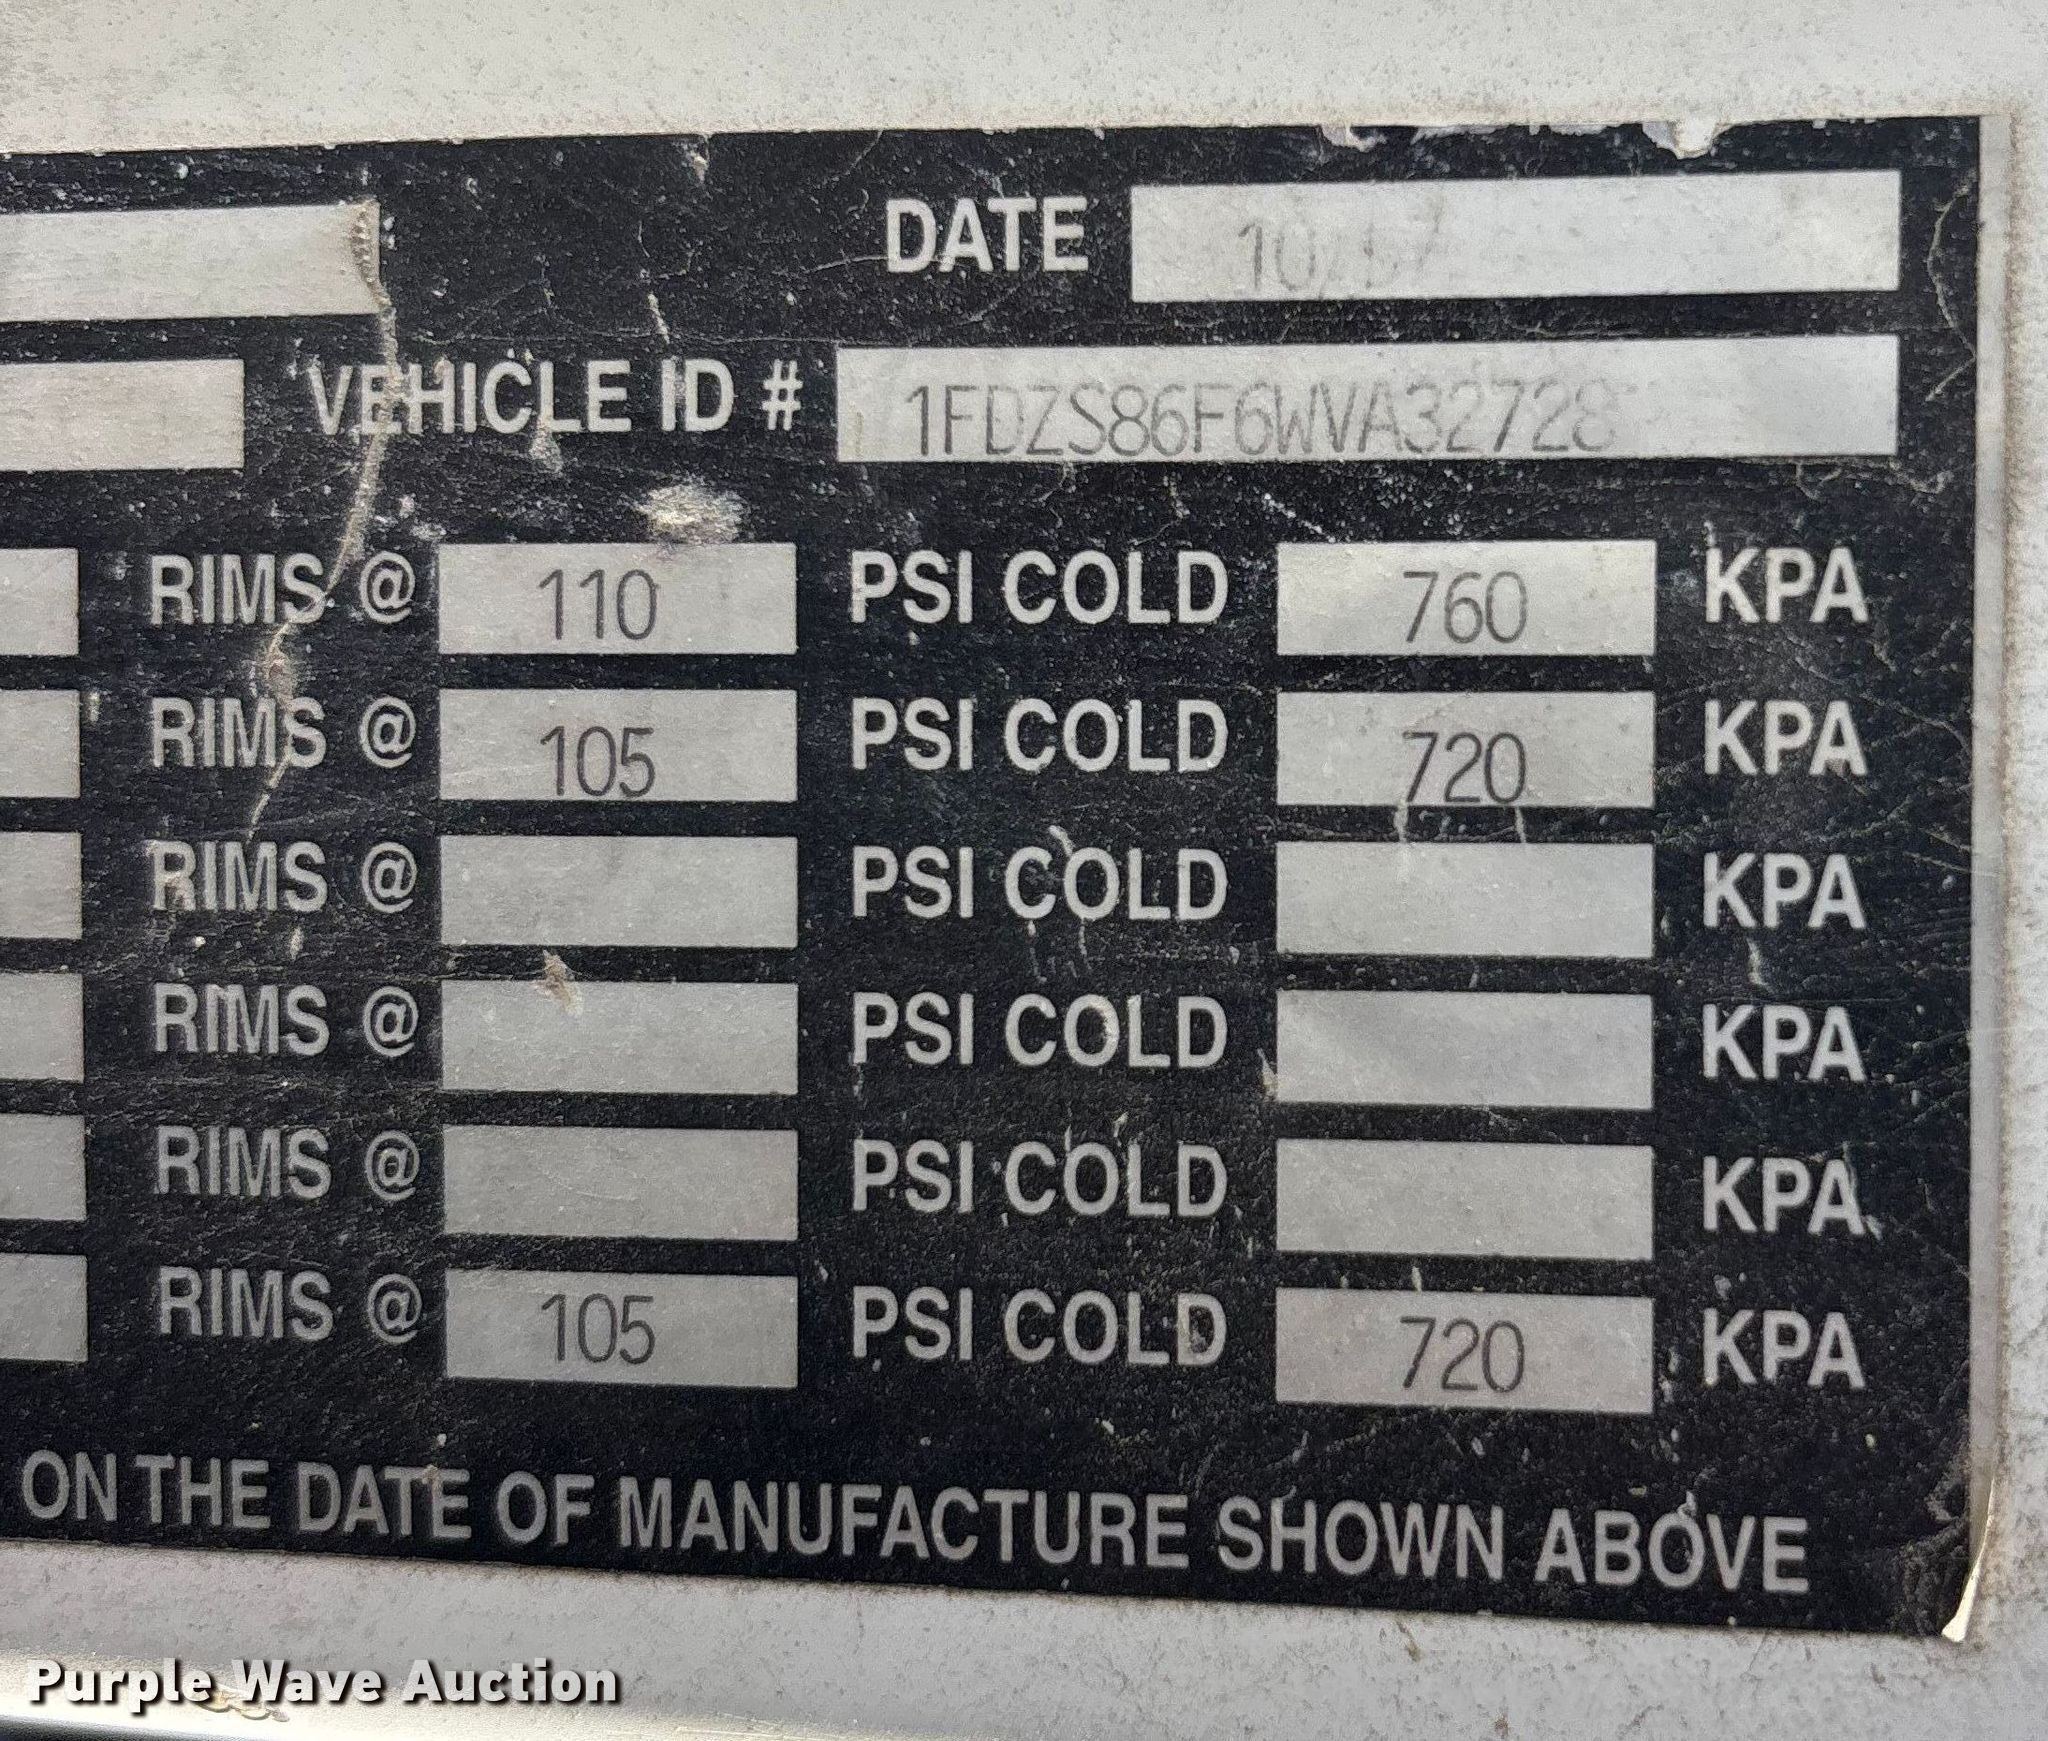 DATE
VEHICLE ID # 1FDZS86F6WVA32728
RIMS @ 110 PSI COLD 760 KPA
RIMS @ 105 PSI COLD 720 KPA
RIMS @ PSI COLD KPA
RIMS @ PSI COLD KPA
RIMS @ PSI COLD KPA
RIMS @ 105 PSI COLD 720 KPA
ON THE DATE OF MANUFACTURE SHOWN ABOVE
Purple Wave Auction